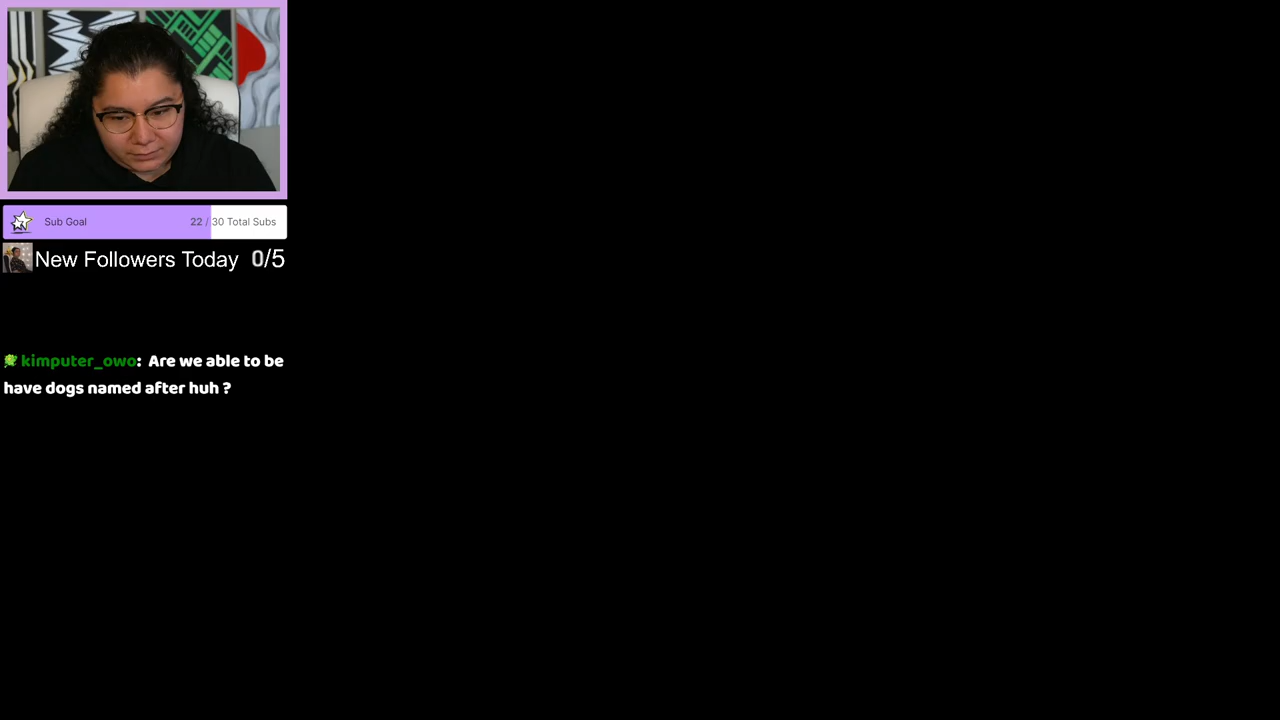 Sub Goal 22 / 30 Total Subs
New Followers Today 0/5
kimputer_owo: Are we able to be
have dogs named after huh ?